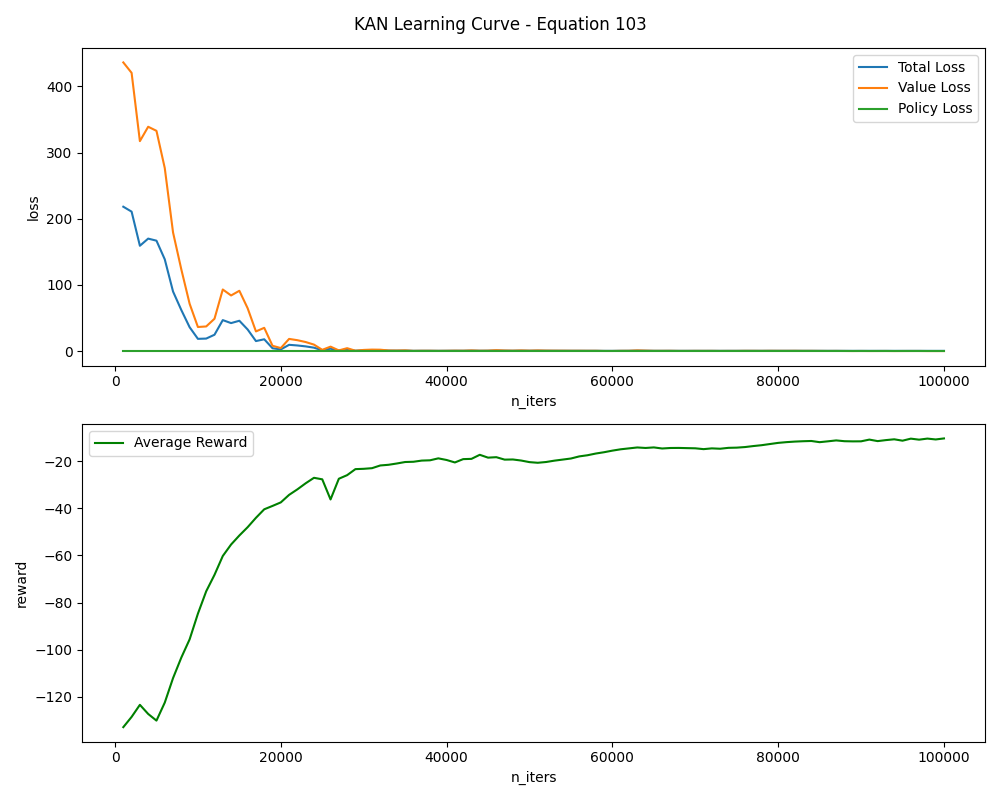 KAN Learning Curve - Equation 103
Total Loss
Value Loss
Policy Loss
400
300
200
100
0
loss
0 20000 40000 60000 80000 100000
n_iters
Average Reward
−20
−40
−60
−80
−100
−120
reward
0 20000 40000 60000 80000 100000
n_iters